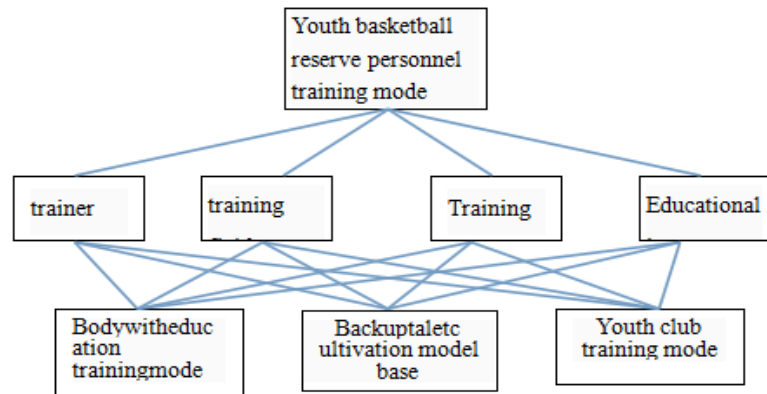 Youth basketball
reserve personnel
training mode
trainer
training
Training
Educational
Bodywitheduc
ation
trainingmode
Backuptaletc
ultivation model
base
Youth club
training mode